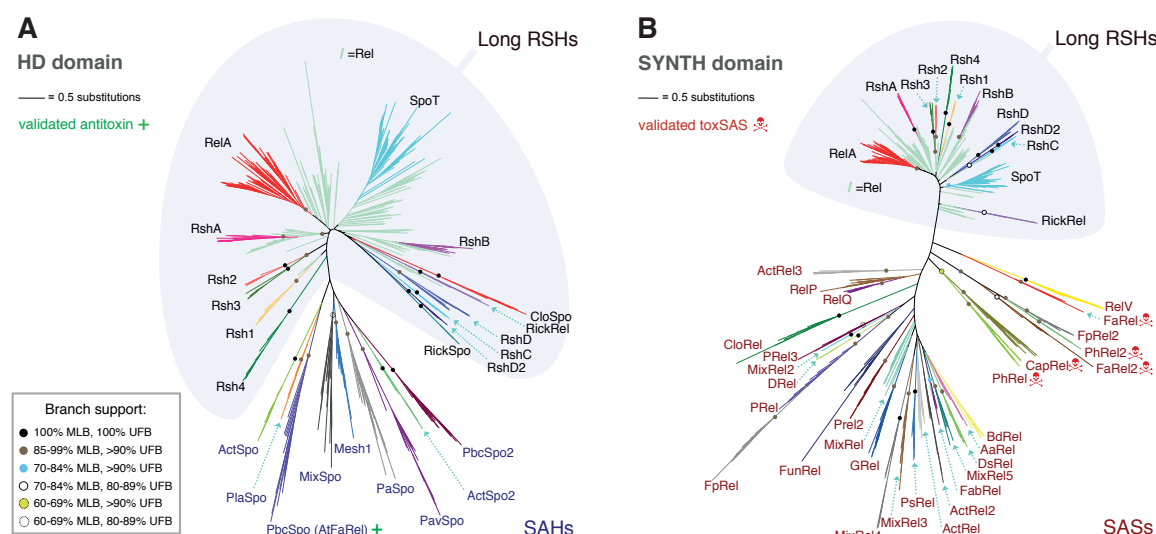 A
HD domain
= 0.5 substitutions
validated antitoxin +
/ =Rel
Long RSHs
SpoT
RelA
RshA
RshB
Rsh2
Rsh3
Rsh1
Rsh4
CloSpo
RickRel
RshD
RshC
RshD2
RickSpo
ActSpo
PlaSpo
PbcSpo (AtFaRel) +
MixSpo
Mesh1
PaSpo
PavSpo
ActSpo2
PbcSpo2
SAHs
Branch support:
100% MLB, 100% UFB
85-99% MLB, >90% UFB
70-84% MLB, >90% UFB
70-84% MLB, 80-89% UFB
60-69% MLB, >90% UFB
60-69% MLB, 80-89% UFB
B
SYNTH domain
= 0.5 substitutions
validated toxSAS
Long RSHs
Rsh4
Rsh2
Rsh3
Rsh1
RshA
RshB
RshD
RshD2
RshC
RelA
SpoT
/ =Rel
RickRel
ActRel3
RelP
RelQ
CloRel
PRel3
MixRel2
DRel
PRel
FpRel
FunRel
Prel2
MixRel
GRel
MixRel3
PsRel
ActRel
ActRel2
FabRel
MixRel5
DsRel
AaRel
BdRel
RelV
FaRel
FpRel2
PhRel2
FaRel2
CapRel
PhRel
SASs